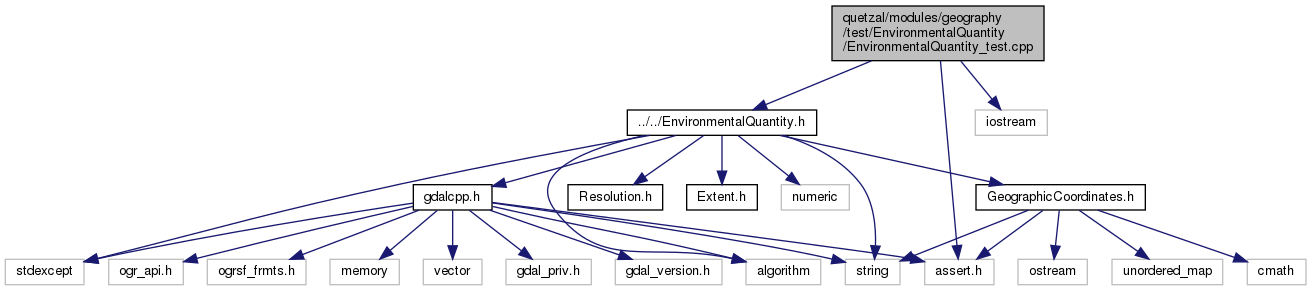 quetzal/modules/geography
/test/EnvironmentalQuantity
/EnvironmentalQuantity_test.cpp
../../EnvironmentalQuantity.h
iostream
gdalcpp.h
Resolution.h
Extent.h
numeric
GeographicCoordinates.h
stdexcept
ogr_api.h
ogrsf_frmts.h
memory
vector
gdal_priv.h
gdal_version.h
algorithm
string
assert.h
ostream
unordered_map
cmath